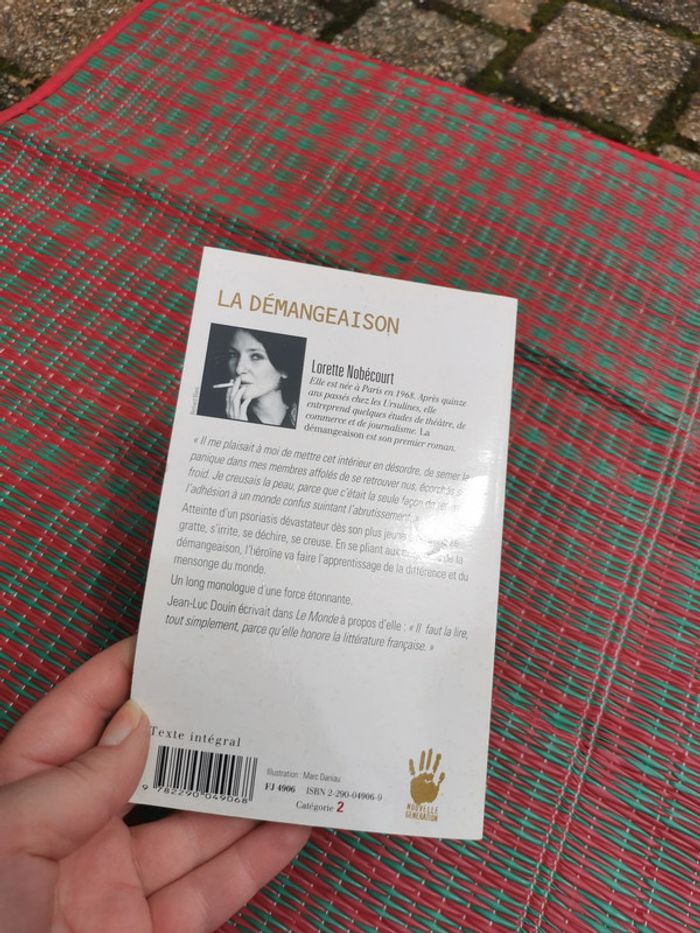 LA DÉMANGEAISON
Lorette Nobécourt
Elle est née à Paris en 1968. Après quinze
ans passés chez les Ursulines, elle
entreprend quelques études de théâtre, de
commerce et de journalisme. La
démangeaison est son premier roman.
« Il me plaisait à moi de mettre cet intérieur en désordre, de semer la
panique dans mes membres affolés de se retrouver nus, écorchés
froid. Je creusais la peau, parce que c'était la seule façon de
l'adhésion à un monde confus suintant l'abrutissement
Atteinte d'un psoriasis dévastateur dès son plus jeune
gratte, s'irrite, se déchire, se creuse. En se pliant aux de la
démangeaison, l'héroïne va faire l'apprentissage de la différence et du
mensonge du monde.
Un long monologue d'une force étonnante.
Jean-Luc Douin écrivait dans Le Monde à propos d'elle : « Il faut la lire,
tout simplement, parce qu'elle honore la littérature française. »
Texte intégral
9 782290 049068
Illustration : Marc Daniau
FJ 4906 ISBN 2-290-04906-9
Catégorie 2
NOUVELLE
GENERATION